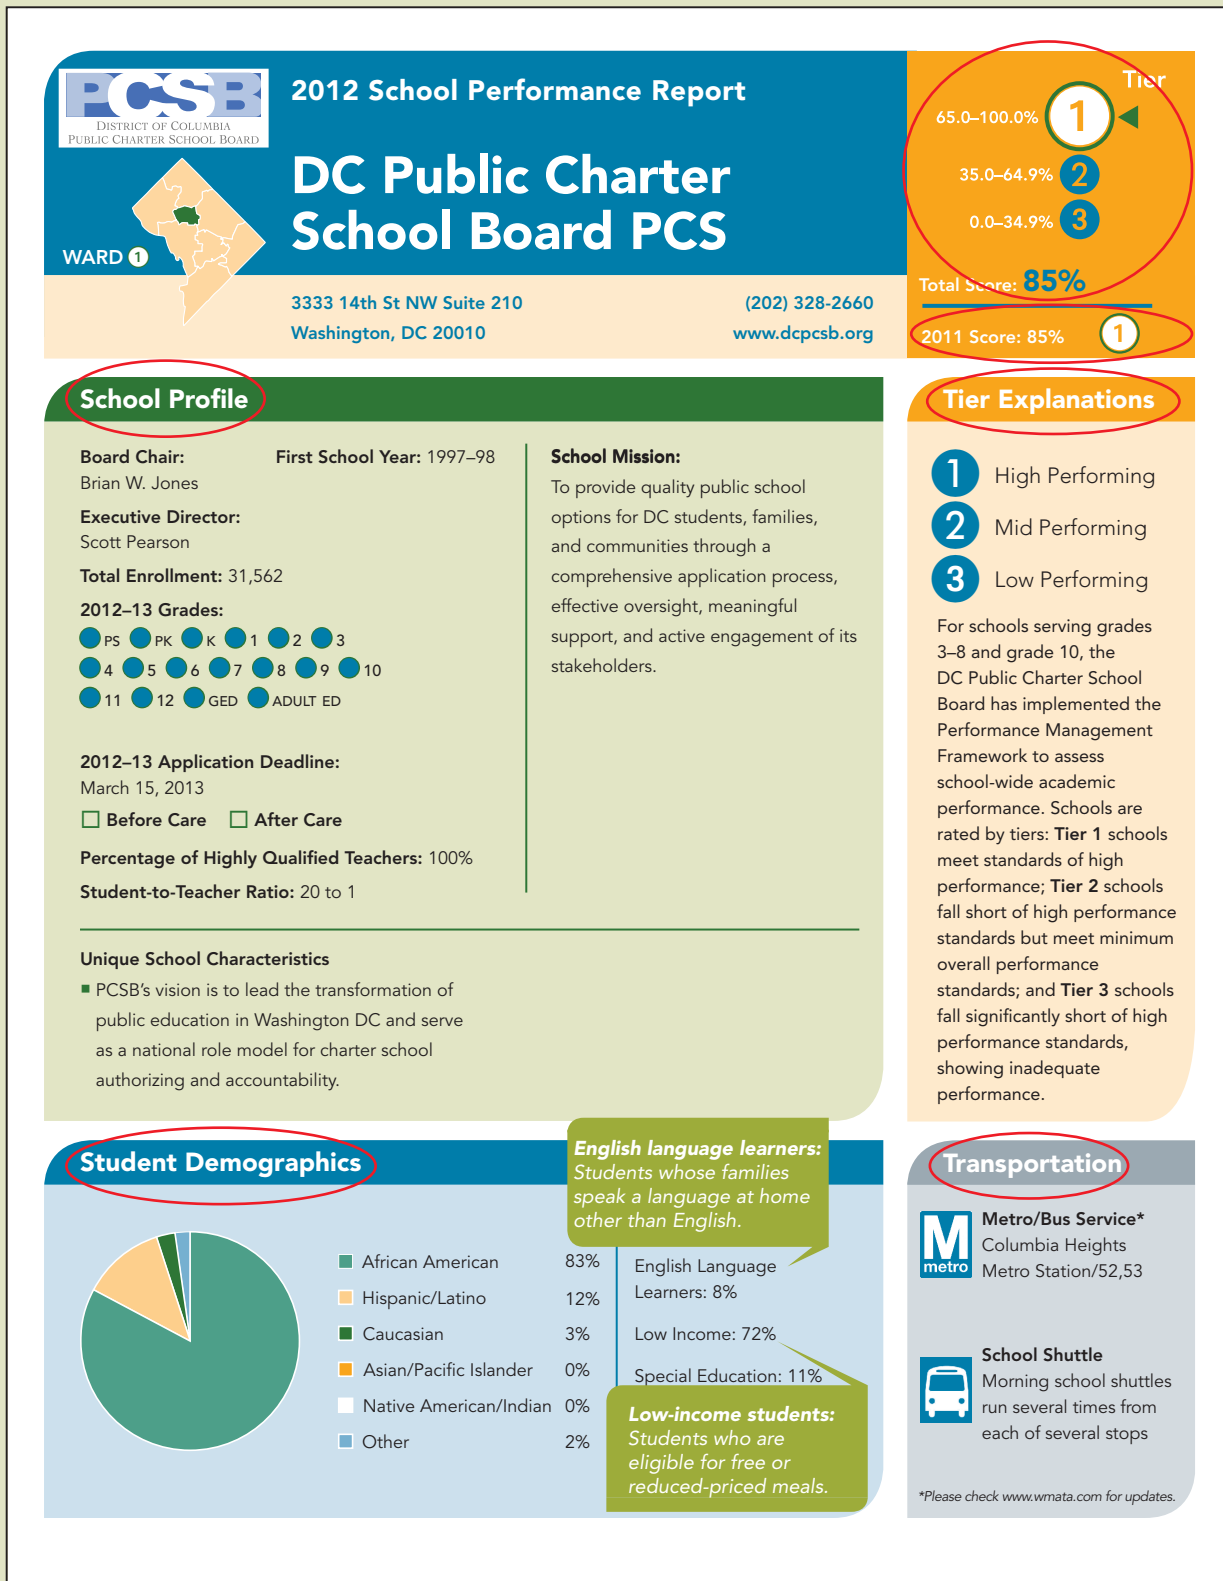 PCSB
DISTRICT OF COLUMBIA
PUBLIC CHARTER SCHOOL BOARD
WARD 1
2012 School Performance Report
DC Public Charter
School Board PCS
3333 14th St NW Suite 210
Washington, DC 20010
(202) 328-2660
www.dcpcsb.org
Tier
65.0–100.0% 1
35.0–64.9% 2
0.0–34.9% 3
Total Score: 85%
2011 Score: 85% 1
School Profile
Board Chair:
Brian W. Jones
First School Year: 1997–98
Executive Director:
Scott Pearson
Total Enrollment: 31,562
2012–13 Grades:
PS PK K 1 2 3
4 5 6 7 8 9 10
11 12 GED ADULT ED
2012–13 Application Deadline:
March 15, 2013
Before Care After Care
Percentage of Highly Qualified Teachers: 100%
Student-to-Teacher Ratio: 20 to 1
School Mission:
To provide quality public school
options for DC students, families,
and communities through a
comprehensive application process,
effective oversight, meaningful
support, and active engagement of its
stakeholders.
Unique School Characteristics
PCSB's vision is to lead the transformation of
public education in Washington DC and serve
as a national role model for charter school
authorizing and accountability.
Tier Explanations
1 High Performing
2 Mid Performing
3 Low Performing
For schools serving grades
3–8 and grade 10, the
DC Public Charter School
Board has implemented the
Performance Management
Framework to assess
school-wide academic
performance. Schools are
rated by tiers: Tier 1 schools
meet standards of high
performance; Tier 2 schools
fall short of high performance
standards but meet minimum
overall performance
standards; and Tier 3 schools
fall significantly short of high
performance standards,
showing inadequate
performance.
Student Demographics
African American 83%
Hispanic/Latino 12%
Caucasian 3%
Asian/Pacific Islander 0%
Native American/Indian 0%
Other 2%
English language learners:
Students whose families
speak a language at home
other than English.
English Language
Learners: 8%
Low Income: 72%
Special Education: 11%
Low-income students:
Students who are
eligible for free or
reduced-priced meals.
Transportation
M
metro
Metro/Bus Service*
Columbia Heights
Metro Station/52,53
School Shuttle
Morning school shuttles
run several times from
each of several stops
*Please check www.wmata.com for updates.